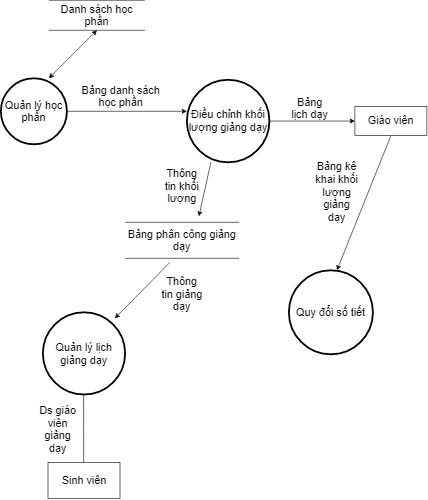 Danh sách học
phần
Quản lý học
phần
Bảng danh sách
học phần
Điều chỉnh khối
lượng giảng dạy
Bảng
lịch dạy
Giáo viên
Thông
tin khối
lượng
Bảng kê
khai khối
lượng
giảng
dạy
Bảng phân công giảng
dạy
Thông
tin giảng
dạy
Quy đổi số tiết
Quản lý lịch
giảng dạy
Ds giáo
viên
giảng
dạy
Sinh viên